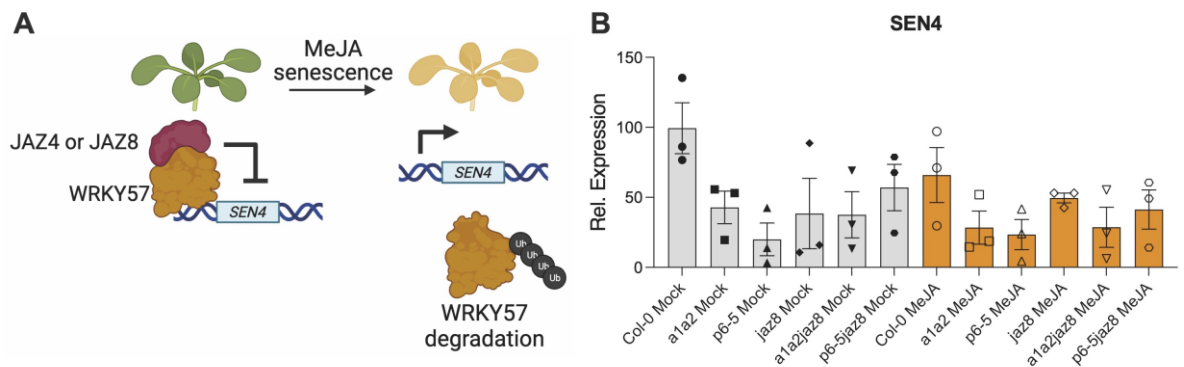 A
MeJA
senescence
JAZ4 or JAZ8
WRKY57
SEN4
SEN4
Ub
Ub
Ub
Ub
WRKY57
degradation
B
SEN4
Rel. Expression
150
100
50
0
Col-0 Mock
a1a2 Mock
p6-5 Mock
jaz8 Mock
a1a2jaz8 Mock
p6-5jaz8 Mock
Col-0 MeJA
a1a2 MeJA
p6-5 MeJA
jaz8 MeJA
a1a2jaz8 MeJA
p6-5jaz8 MeJA